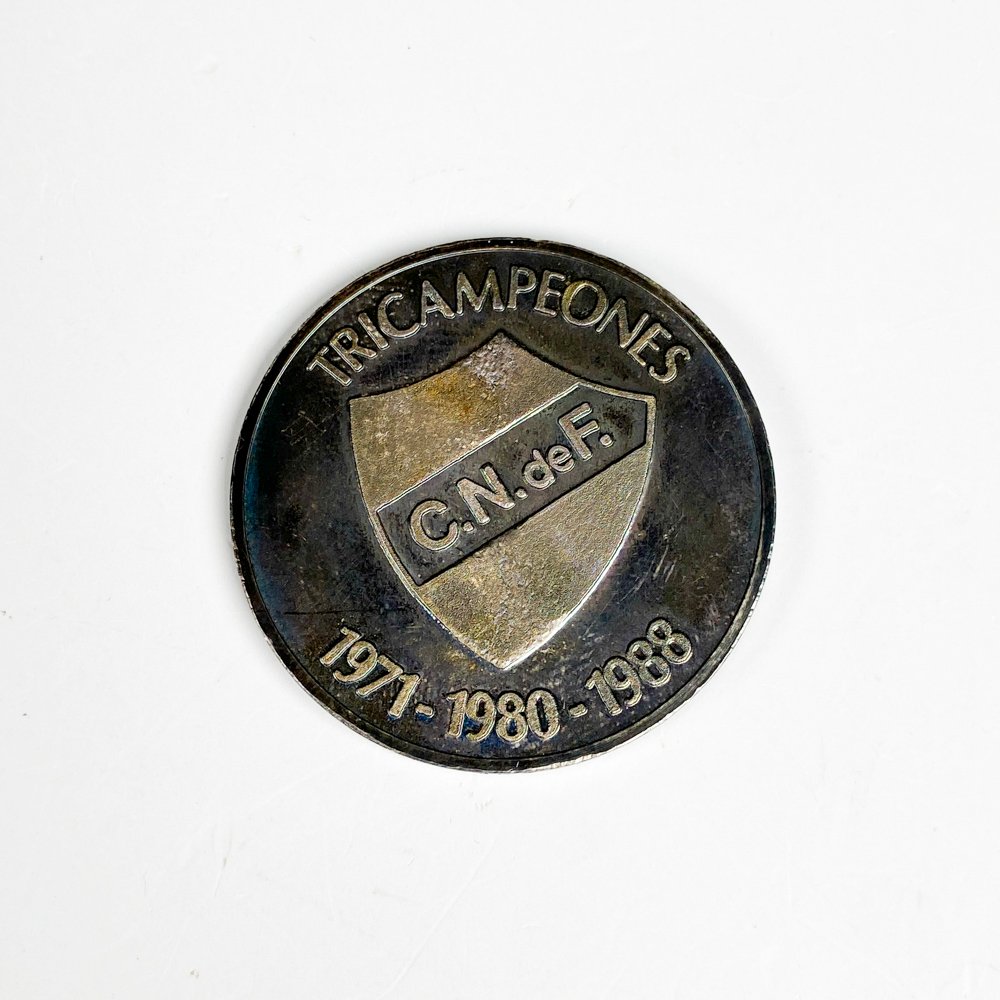 TRICAMPEONES
C.N. de F.
1971 - 1980 - 1988